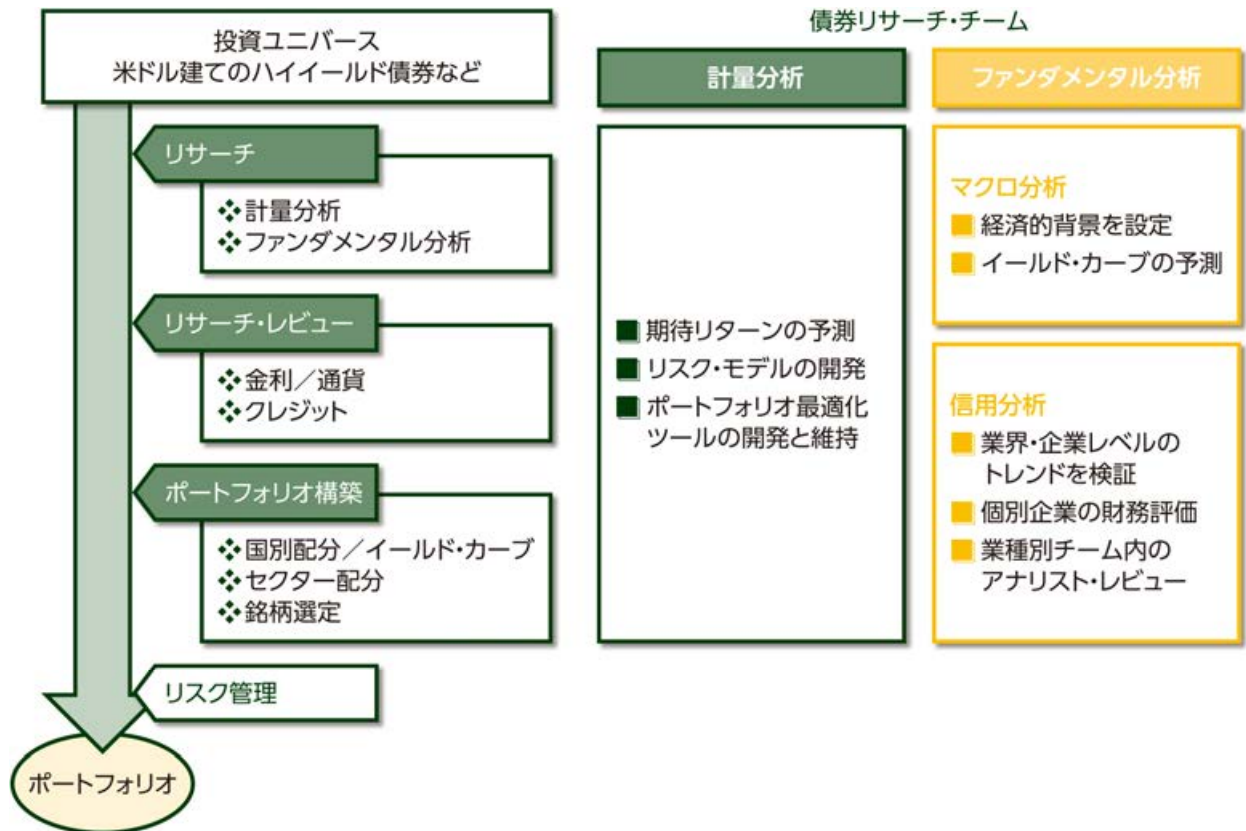 投資ユニバース
米ドル建てのハイイールド債券など
リサーチ
❖計量分析
❖ファンダメンタル分析
リサーチ・レビュー
❖金利／通貨
❖クレジット
ポートフォリオ構築
❖国別配分／イールド・カーブ
❖セクター配分
❖銘柄選定
リスク管理
ポートフォリオ
債券リサーチ・チーム
計量分析
■期待リターンの予測
■リスク・モデルの開発
■ポートフォリオ最適化
ツールの開発と維持
ファンダメンタル分析
マクロ分析
■経済的背景を設定
■イールド・カーブの予測
信用分析
■業界・企業レベルの
トレンドを検証
■個別企業の財務評価
■業種別チーム内の
アナリスト・レビュー